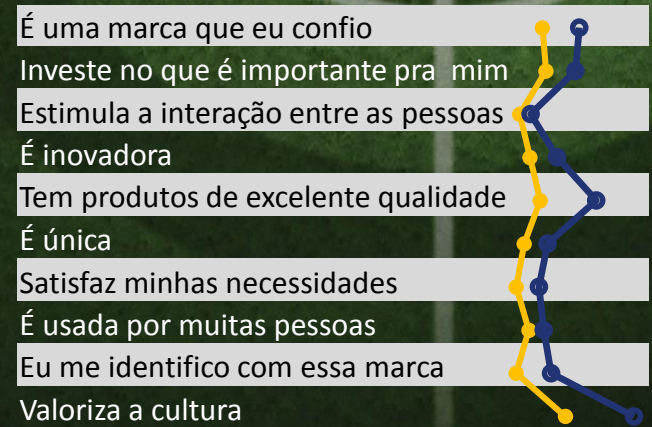 É uma marca que eu confio
Investe no que é importante pra  mim
Estimula a interação entre as pessoas
É inovadora
Tem produtos de excelente qualidade
É única
Satisfaz minhas necessidades
É usada por muitas pessoas
Eu me identifico com essa marca
Valoriza a cultura